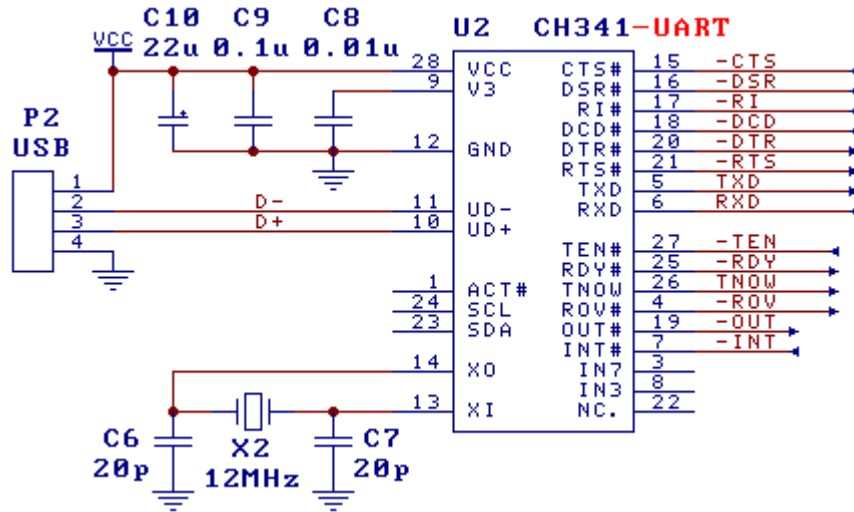 C10 C9 C8
22u 0.1u 0.01u
VCC
U2 CH341-UART
P2
USB
1
2
3
4
D-
D+
28 VCC
9 V3
12 GND
11 UD-
10 UD+
1 ACT#
24 SCL
23 SDA
14 XO
13 XI
CTS# 15 -CTS
DSR# 16 -DSR
RI# 17 -RI
DCD# 18 -DCD
DTR# 20 -DTR
RTS# 21 -RTS
TXD 5 TXD
RXD 6 RXD
TEN# 27 -TEN
RDY# 25 -RDY
TNOW 26 TNOW
ROV# 4 -ROV
OUT# 19 -OUT
INT# 7 -INT
IN7 3
IN3 8
NC. 22
C6
20p
X2
12MHz
C7
20p